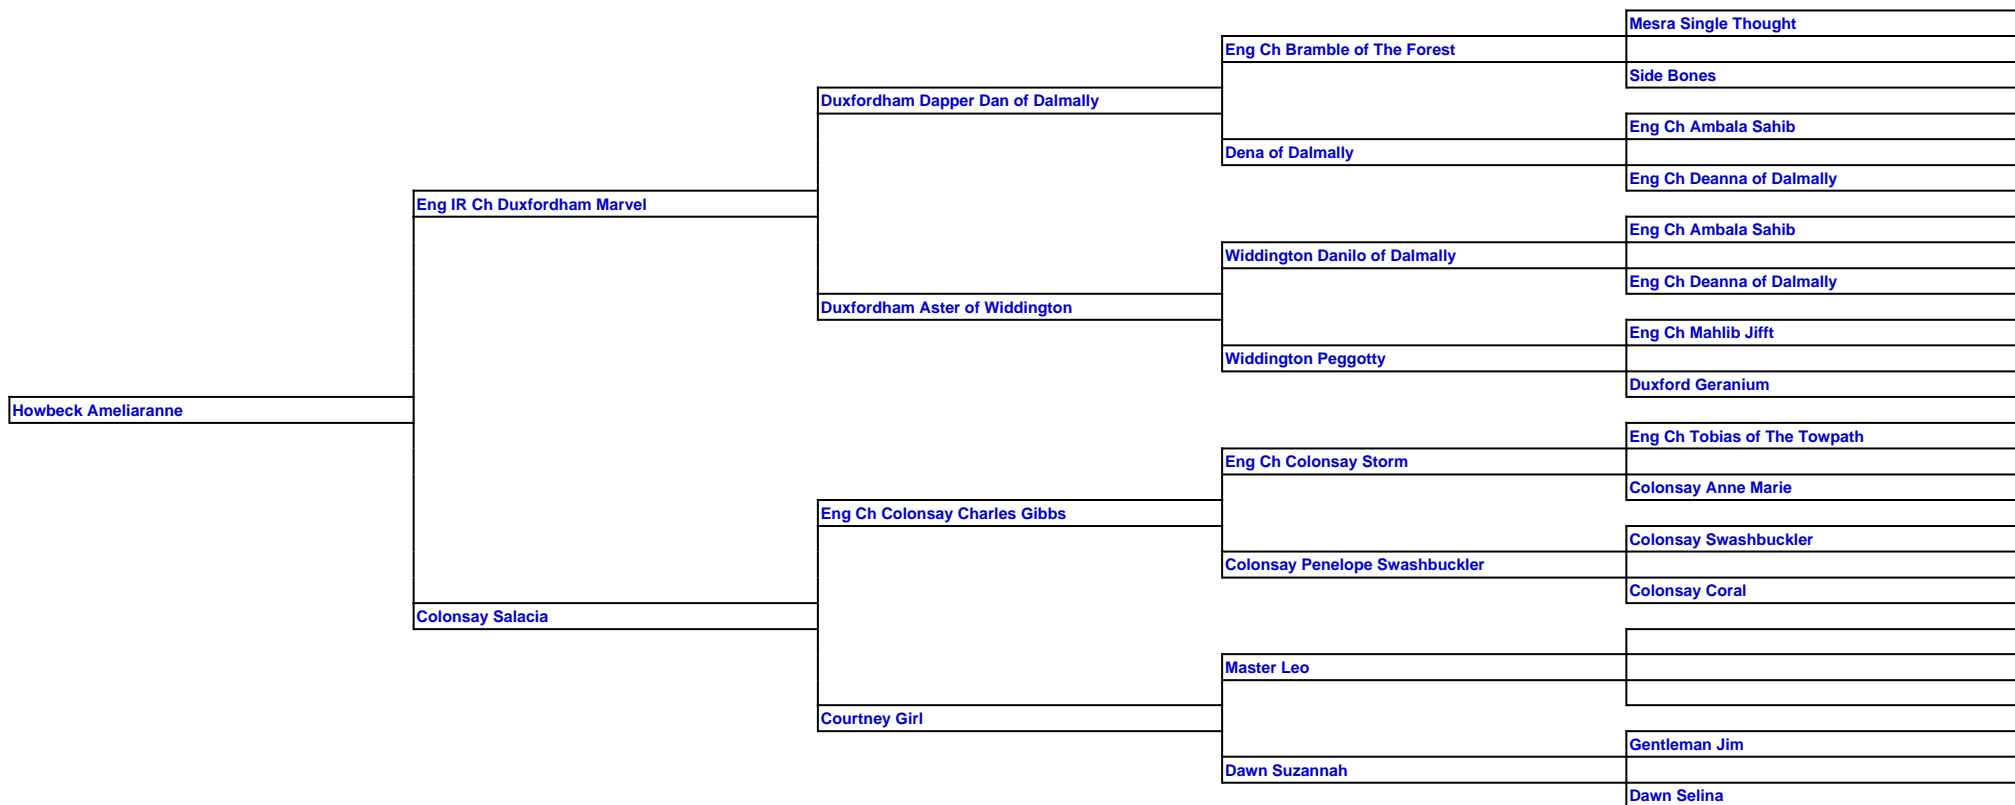 Mesra Single Thought
Eng Ch Bramble of The Forest
Side Bones
Duxfordham Dapper Dan of Dalmally
Eng Ch Ambala Sahib
Dena of Dalmally
Eng Ch Deanna of Dalmally
Eng IR Ch Duxfordham Marvel
Eng Ch Ambala Sahib
Widdington Danilo of Dalmally
Eng Ch Deanna of Dalmally
Duxfordham Aster of Widdington
Eng Ch Mahlib Jifft
Widdington Peggotty
Duxford Geranium
Howbeck Ameliaranne
Eng Ch Tobias of The Towpath
Eng Ch Colonsay Storm
Colonsay Anne Marie
Eng Ch Colonsay Charles Gibbs
Colonsay Swashbuckler
Colonsay Penelope Swashbuckler
Colonsay Coral
Colonsay Salacia
Master Leo
Courtney Girl
Gentleman Jim
Dawn Suzannah
Dawn Selina